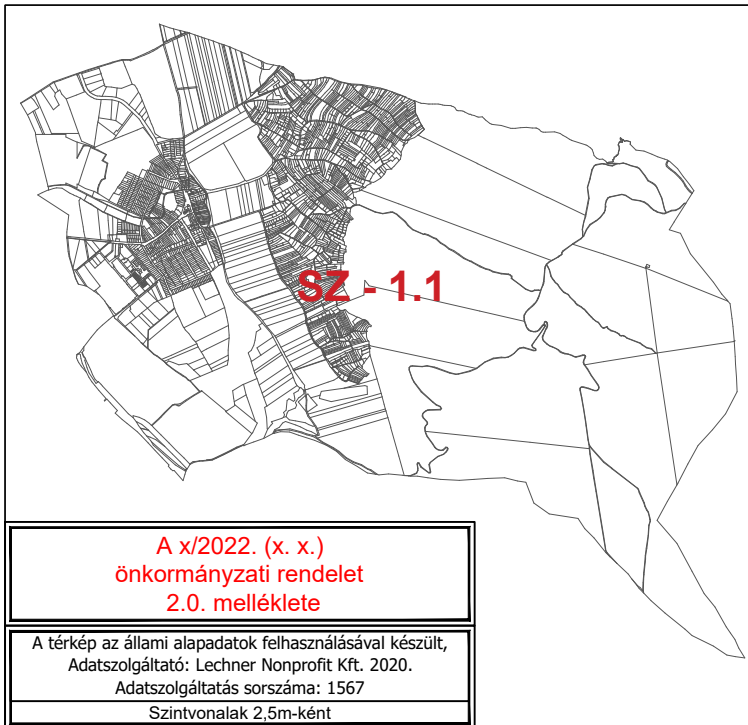 SZ - 1.1
A x/2022. (x. x.)
önkormányzati rendelet
2.0. melléklete
A térkép az állami alapadatok felhasználásával készült,
Adatszolgáltató: Lechner Nonprofit Kft. 2020.
Adatszolgáltatás sorszáma: 1567
Szintvonalak 2,5m-ként